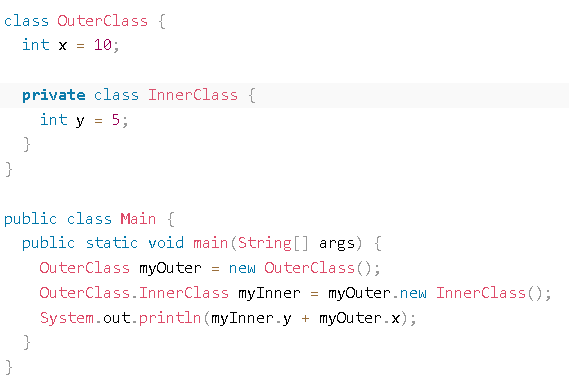 class OuterClass {
  int x = 10;

  private class InnerClass {
    int y = 5;
  }
}

public class Main {
  public static void main(String[] args) {
    OuterClass myOuter = new OuterClass();
    OuterClass.InnerClass myInner = myOuter.new InnerClass();
    System.out.println(myInner.y + myOuter.x);
  }
}